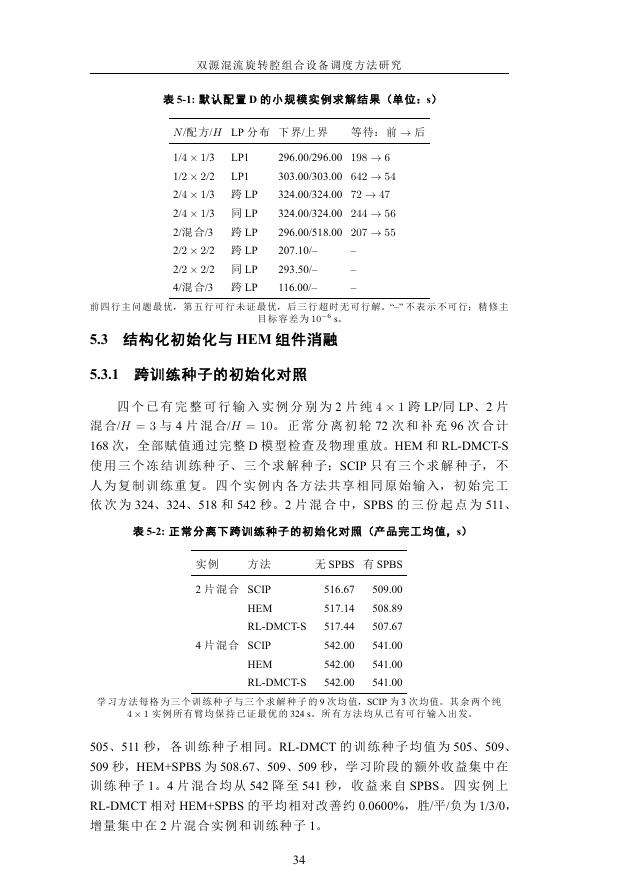 双源混流旋转腔组合设备调度方法研究
表 5-1: 默认配置 D 的小规模实例求解结果（单位：s）
N/配方/H LP 分布 下界/上界 等待：前 → 后
1/4 × 1/3 LP1 296.00/296.00 198 → 6
1/2 × 2/2 LP1 303.00/303.00 642 → 54
2/4 × 1/3 跨 LP 324.00/324.00 72 → 47
2/4 × 1/3 同 LP 324.00/324.00 244 → 56
2/混合/3 跨 LP 296.00/518.00 207 → 55
2/2 × 2/2 跨 LP 207.10/– –
2/2 × 2/2 同 LP 293.50/– –
4/混合/3 跨 LP 116.00/– –
前四行主问题最优，第五行可行未证最优，后三行超时无可行解。“–” 不表示不可行；精修主
目标容差为 10⁻⁶ s。
5.3 结构化初始化与 HEM 组件消融
5.3.1 跨训练种子的初始化对照
四个已有完整可行输入实例分别为 2 片纯 4 × 1 跨 LP/同 LP、2 片
混合/H = 3 与 4 片混合/H = 10。正常分离初轮 72 次和补充 96 次合计
168 次，全部赋值通过完整 D 模型检查及物理重放。HEM 和 RL-DMCT-S
使用三个冻结训练种子、三个求解种子；SCIP 只有三个求解种子，不
人为复制训练重复。四个实例内各方法共享相同原始输入，初始完工
依次为 324、324、518 和 542 秒。2 片混合中，SPBS 的三份起点为 511、
表 5-2: 正常分离下跨训练种子的初始化对照（产品完工均值，s）
实例 方法 无 SPBS 有 SPBS
2 片混合 SCIP 516.67 509.00
HEM 517.14 508.89
RL-DMCT-S 517.44 507.67
4 片混合 SCIP 542.00 541.00
HEM 542.00 541.00
RL-DMCT-S 542.00 541.00
学习方法每格为三个训练种子与三个求解种子的 9 次均值，SCIP 为 3 次均值。其余两个纯
4 × 1 实例所有臂均保持已证最优的 324 s。所有方法均从已有可行输入出发。
505、511 秒，各训练种子相同。RL-DMCT 的训练种子均值为 505、509、
509 秒，HEM+SPBS 为 508.67、509、509 秒，学习阶段的额外收益集中在
训练种子 1。4 片混合均从 542 降至 541 秒，收益来自 SPBS。四实例上
RL-DMCT 相对 HEM+SPBS 的平均相对改善约 0.0600%，胜/平/负为 1/3/0，
增量集中在 2 片混合实例和训练种子 1。
34